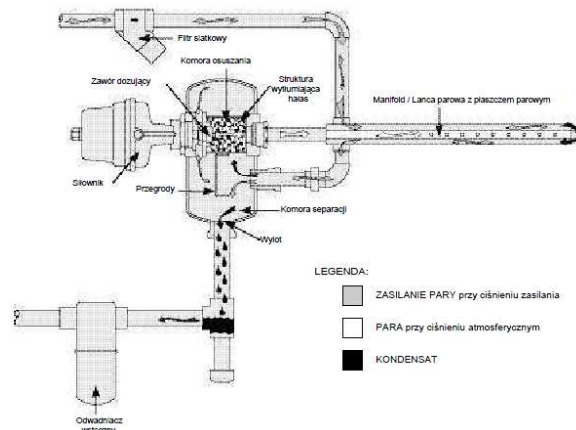 Filtr siatkowy
Komora osuszania
Zawór dozujący
Struktura
wytłumiająca
hałas
Manifold / Lanca parowa z płaszczem parowym
Siłownik
Przegrody
Komora separacji
Wylot
LEGENDA:
ZASILANIE PARY przy ciśnieniu zasilania
PARA przy ciśnieniu atmosferycznym
KONDENSAT
Odwadniacz